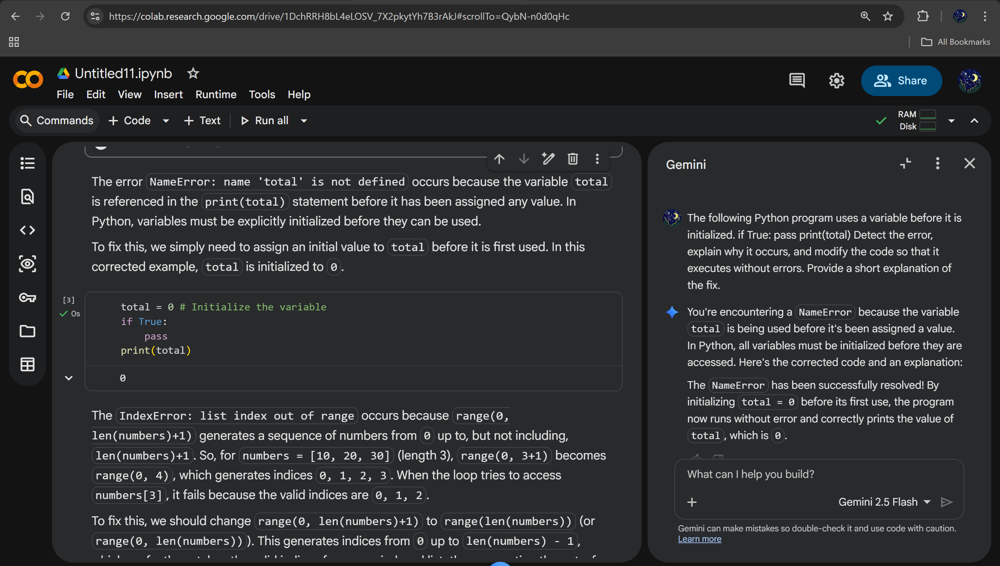 https://colab.research.google.com/drive/1DchRRH8bL4eLOSV_7X2pkytYh7B3rAkJ#scrollTo=QybN-n0d0qHc
All Bookmarks
Untitled11.ipynb
File Edit View Insert Runtime Tools Help
Share
Commands + Code + Text Run all
RAM
Disk
The error NameError: name 'total' is not defined occurs because the variable total
is referenced in the print(total) statement before it has been assigned any value. In
Python, variables must be explicitly initialized before they can be used.
To fix this, we simply need to assign an initial value to total before it is first used. In this
corrected example, total is initialized to 0.
[3]
0s
total = 0 # Initialize the variable
if True:
    pass
print(total)
0
The IndexError: list index out of range occurs because range(0,
len(numbers)+1) generates a sequence of numbers from 0 up to, but not including,
len(numbers)+1. So, for numbers = [10, 20, 30] (length 3), range(0, 3+1) becomes
range(0, 4), which generates indices 0, 1, 2, 3. When the loop tries to access
numbers[3], it fails because the valid indices are 0, 1, 2.
To fix this, we should change range(0, len(numbers)+1) to range(len(numbers)) (or
range(0, len(numbers))). This generates indices from 0 up to len(numbers) - 1,
Gemini
The following Python program uses a variable before it is
initialized. if True: pass print(total) Detect the error,
explain why it occurs, and modify the code so that it
executes without errors. Provide a short explanation of
the fix.
You're encountering a NameError because the variable
total is being used before it's been assigned a value.
In Python, all variables must be initialized before they are
accessed. Here's the corrected code and an explanation:
The NameError has been successfully resolved! By
initializing total = 0 before its first use, the program
now runs without error and correctly prints the value of
total, which is 0.
What can I help you build?
Gemini 2.5 Flash
Gemini can make mistakes so double-check it and use code with caution.
Learn more